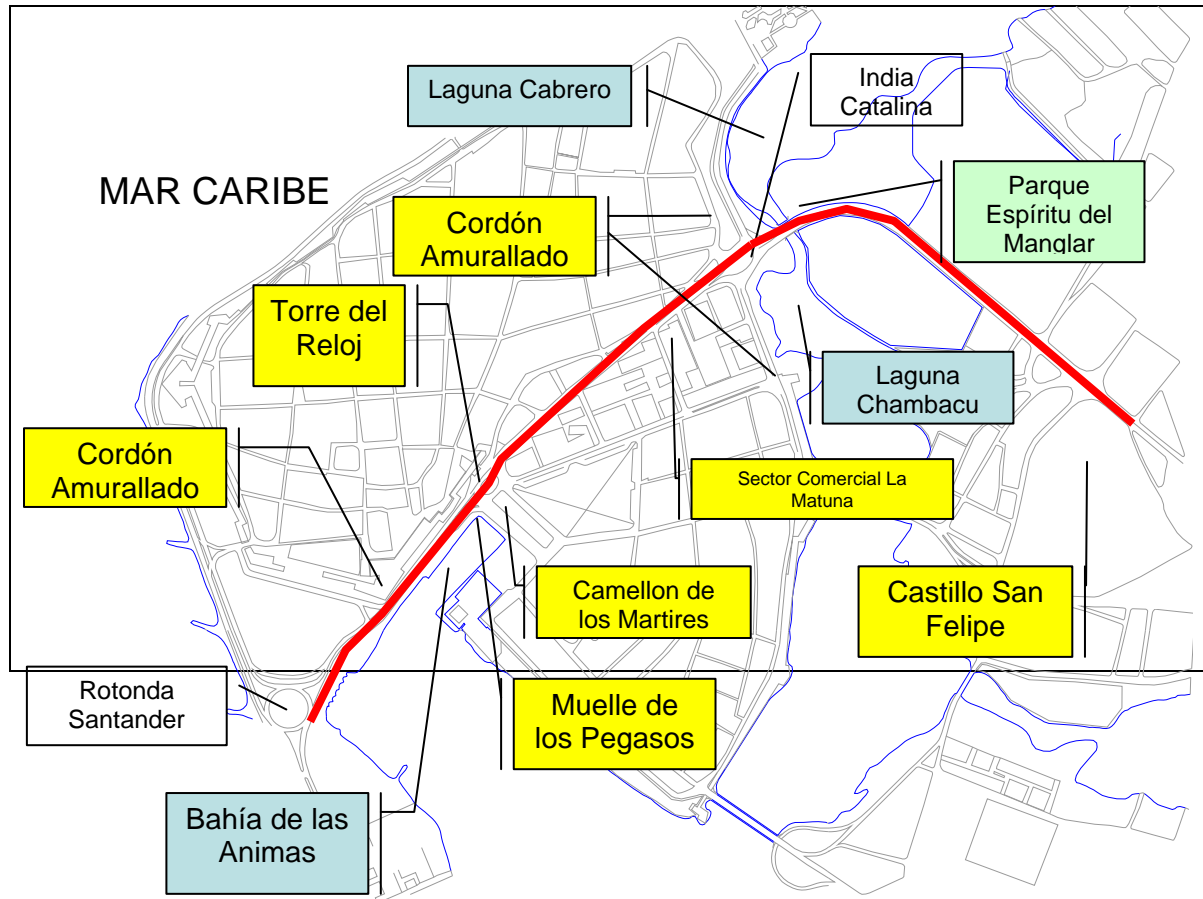 Laguna Cabrero
India
Catalina
MAR CARIBE
Parque
Espíritu del
Manglar
Cordón
Amurallado
Torre del
Reloj
Laguna
Chambacu
Cordón
Amurallado
Sector Comercial La
Matuna
Camellon de
los Martires
Castillo San
Felipe
Rotonda
Santander
Muelle de
los Pegasos
Bahía de las
Animas